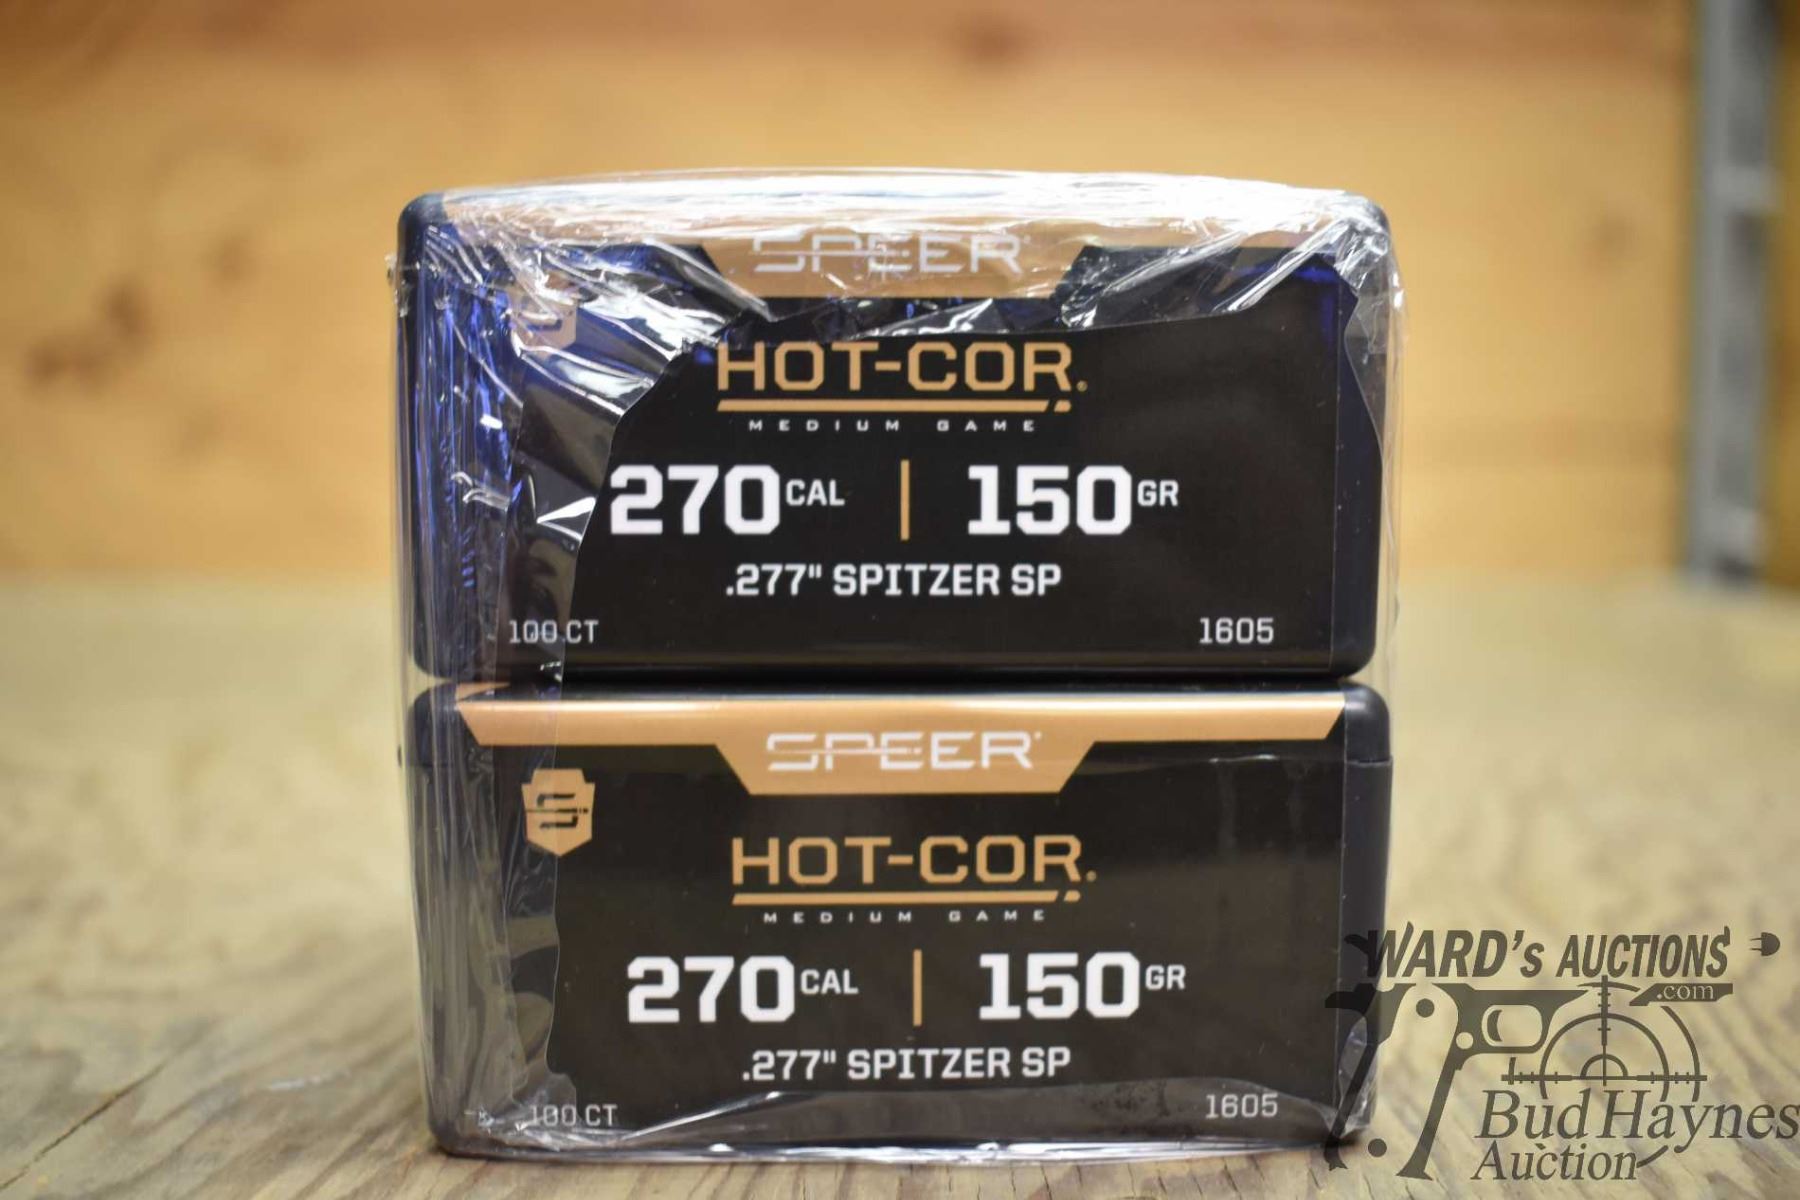 SPEER
HOT-COR®
MEDIUM GAME
270 CAL | 150 GR
.277" SPITZER SP
100 CT 1605
SPEER
HOT-COR®
MEDIUM GAME
270 CAL | 150 GR
.277" SPITZER SP
100 CT 1605
WARD's AUCTIONS
.com
Bud Haynes
Auction